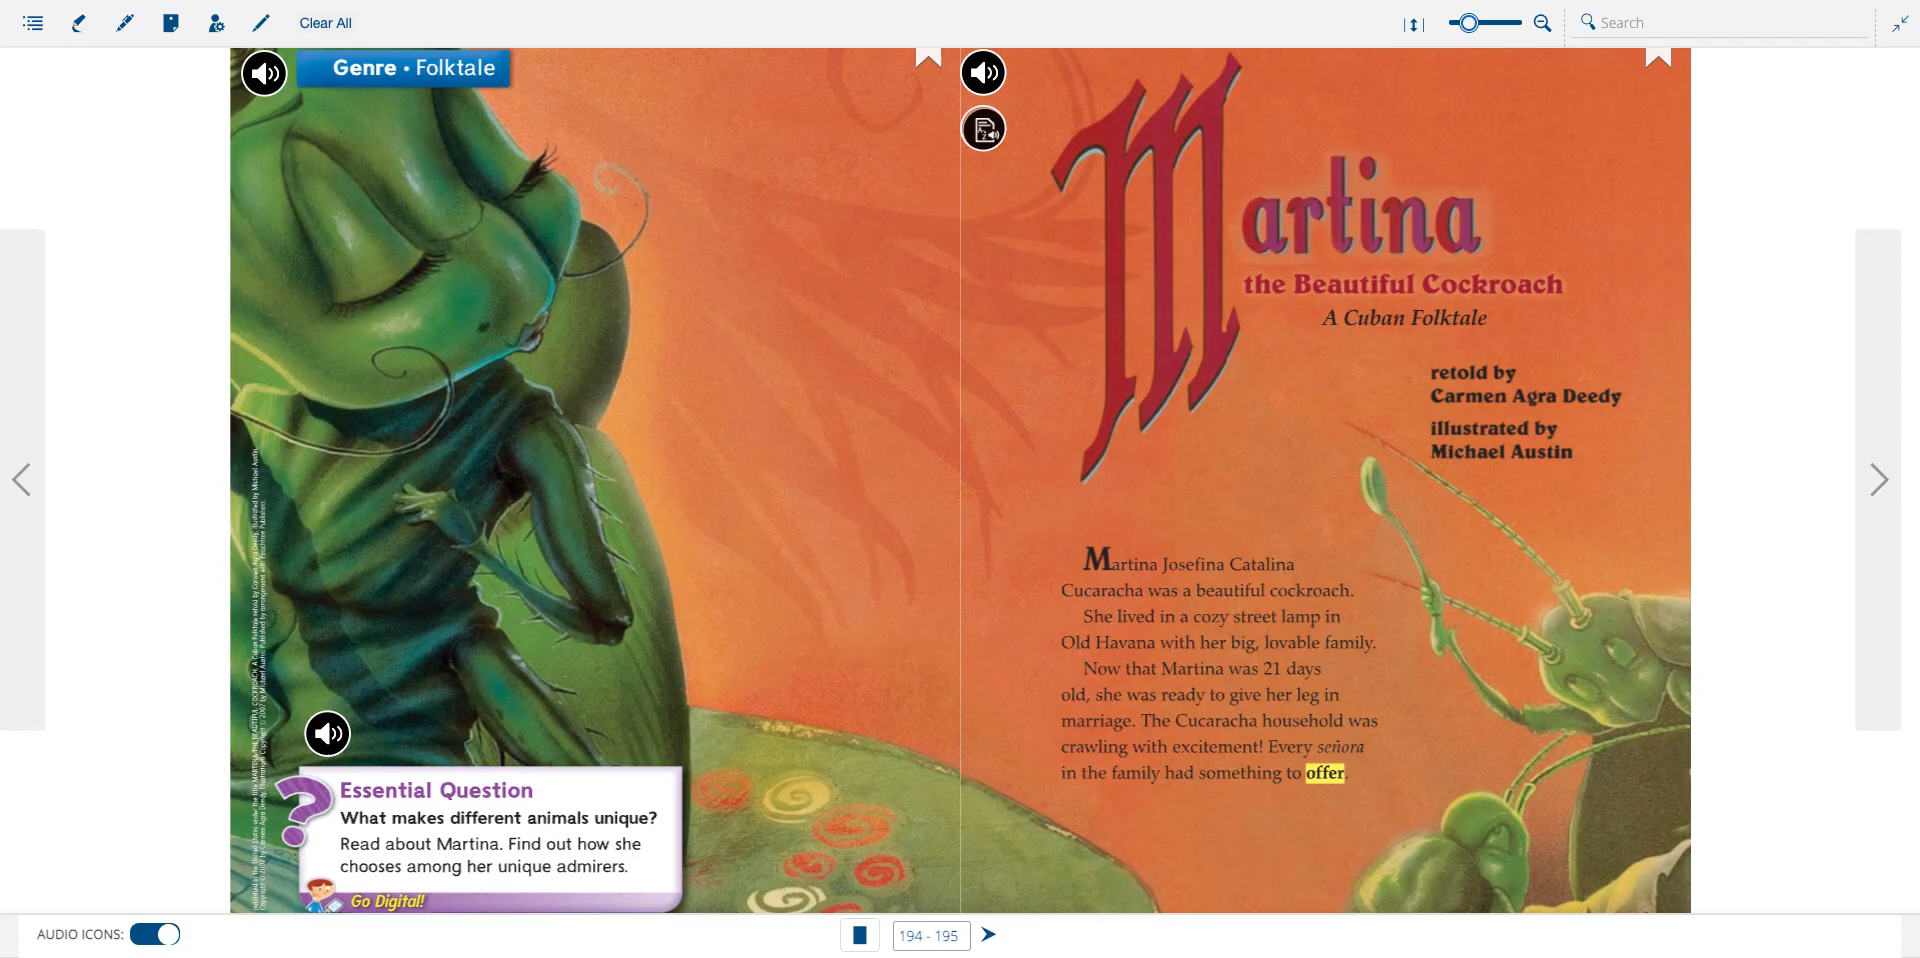 Clear All
Search
Genre • Folktale
Martina
the Beautiful Cockroach
A Cuban Folktale
retold by
Carmen Agra Deedy
illustrated by
Michael Austin
Martina Josefina Catalina
Cucaracha was a beautiful cockroach.
She lived in a cozy street lamp in
Old Havana with her big, lovable family.
Now that Martina was 21 days
old, she was ready to give her leg in
marriage. The Cucaracha household was
crawling with excitement! Every señora
in the family had something to offer.
?
Essential Question
What makes different animals unique?
Read about Martina. Find out how she
chooses among her unique admirers.
Go Digital!
AUDIO ICONS:
194 - 195